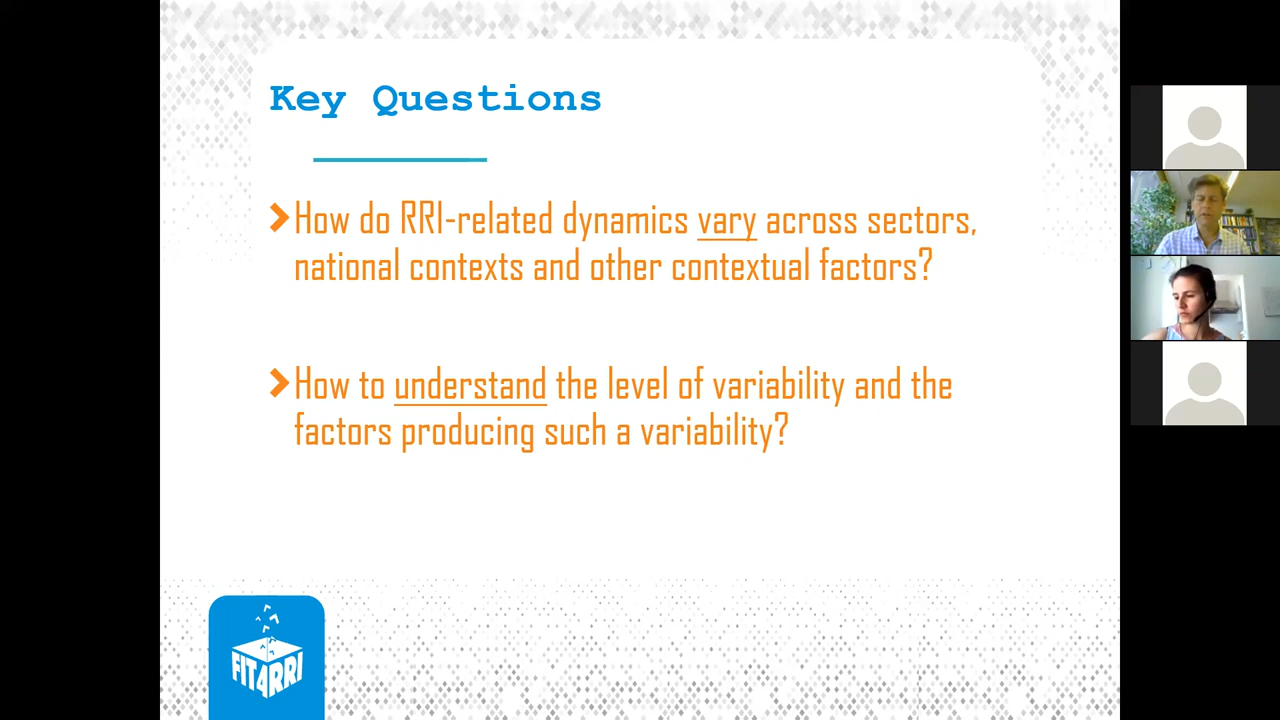 Key Questions
How do RRI-related dynamics vary across sectors,
national contexts and other contextual factors?
How to understand the level of variability and the
factors producing such a variability?
FIT4RRI